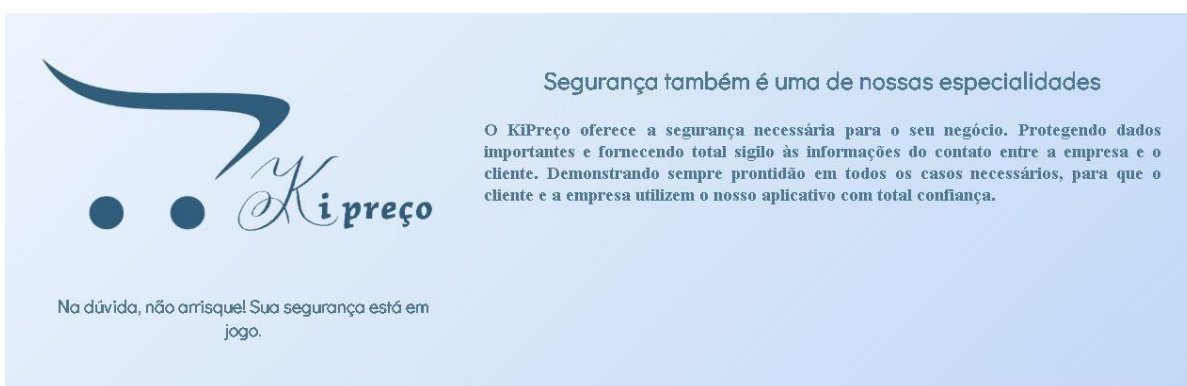 Ki preço
Na dúvida, não arrisque! Sua segurança está em
jogo.
Segurança também é uma de nossas especialidades
O KiPreço oferece a segurança necessária para o seu negócio. Protegendo dados
importantes e fornecendo total sigilo às informações do contato entre a empresa e o
cliente. Demonstrando sempre prontidão em todos os casos necessários, para que o
cliente e a empresa utilizem o nosso aplicativo com total confiança.